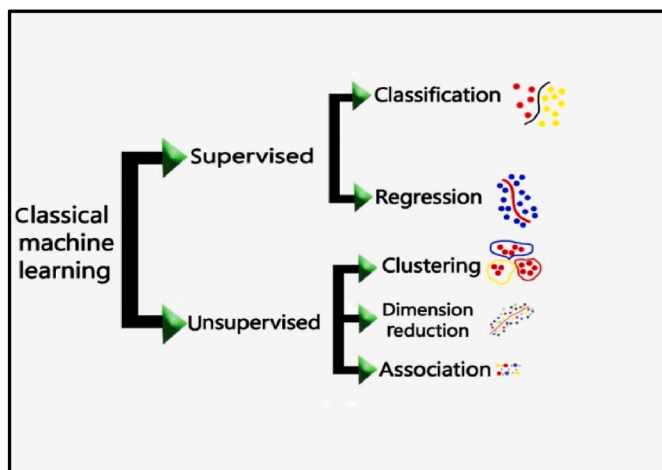 Classical
machine
learning
Supervised
Classification
Regression
Unsupervised
Clustering
Dimension
reduction
Association